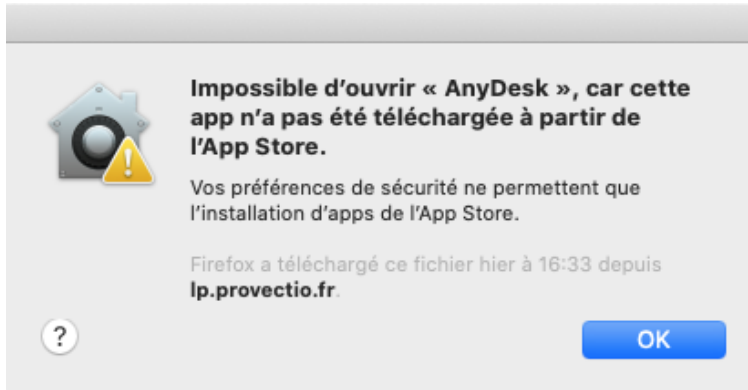 Impossible d’ouvrir « AnyDesk », car cette
app n’a pas été téléchargée à partir de
l’App Store.
Vos préférences de sécurité ne permettent que
l’installation d’apps de l’App Store.
Firefox a téléchargé ce fichier hier à 16:33 depuis
lp.provectio.fr.
?
OK